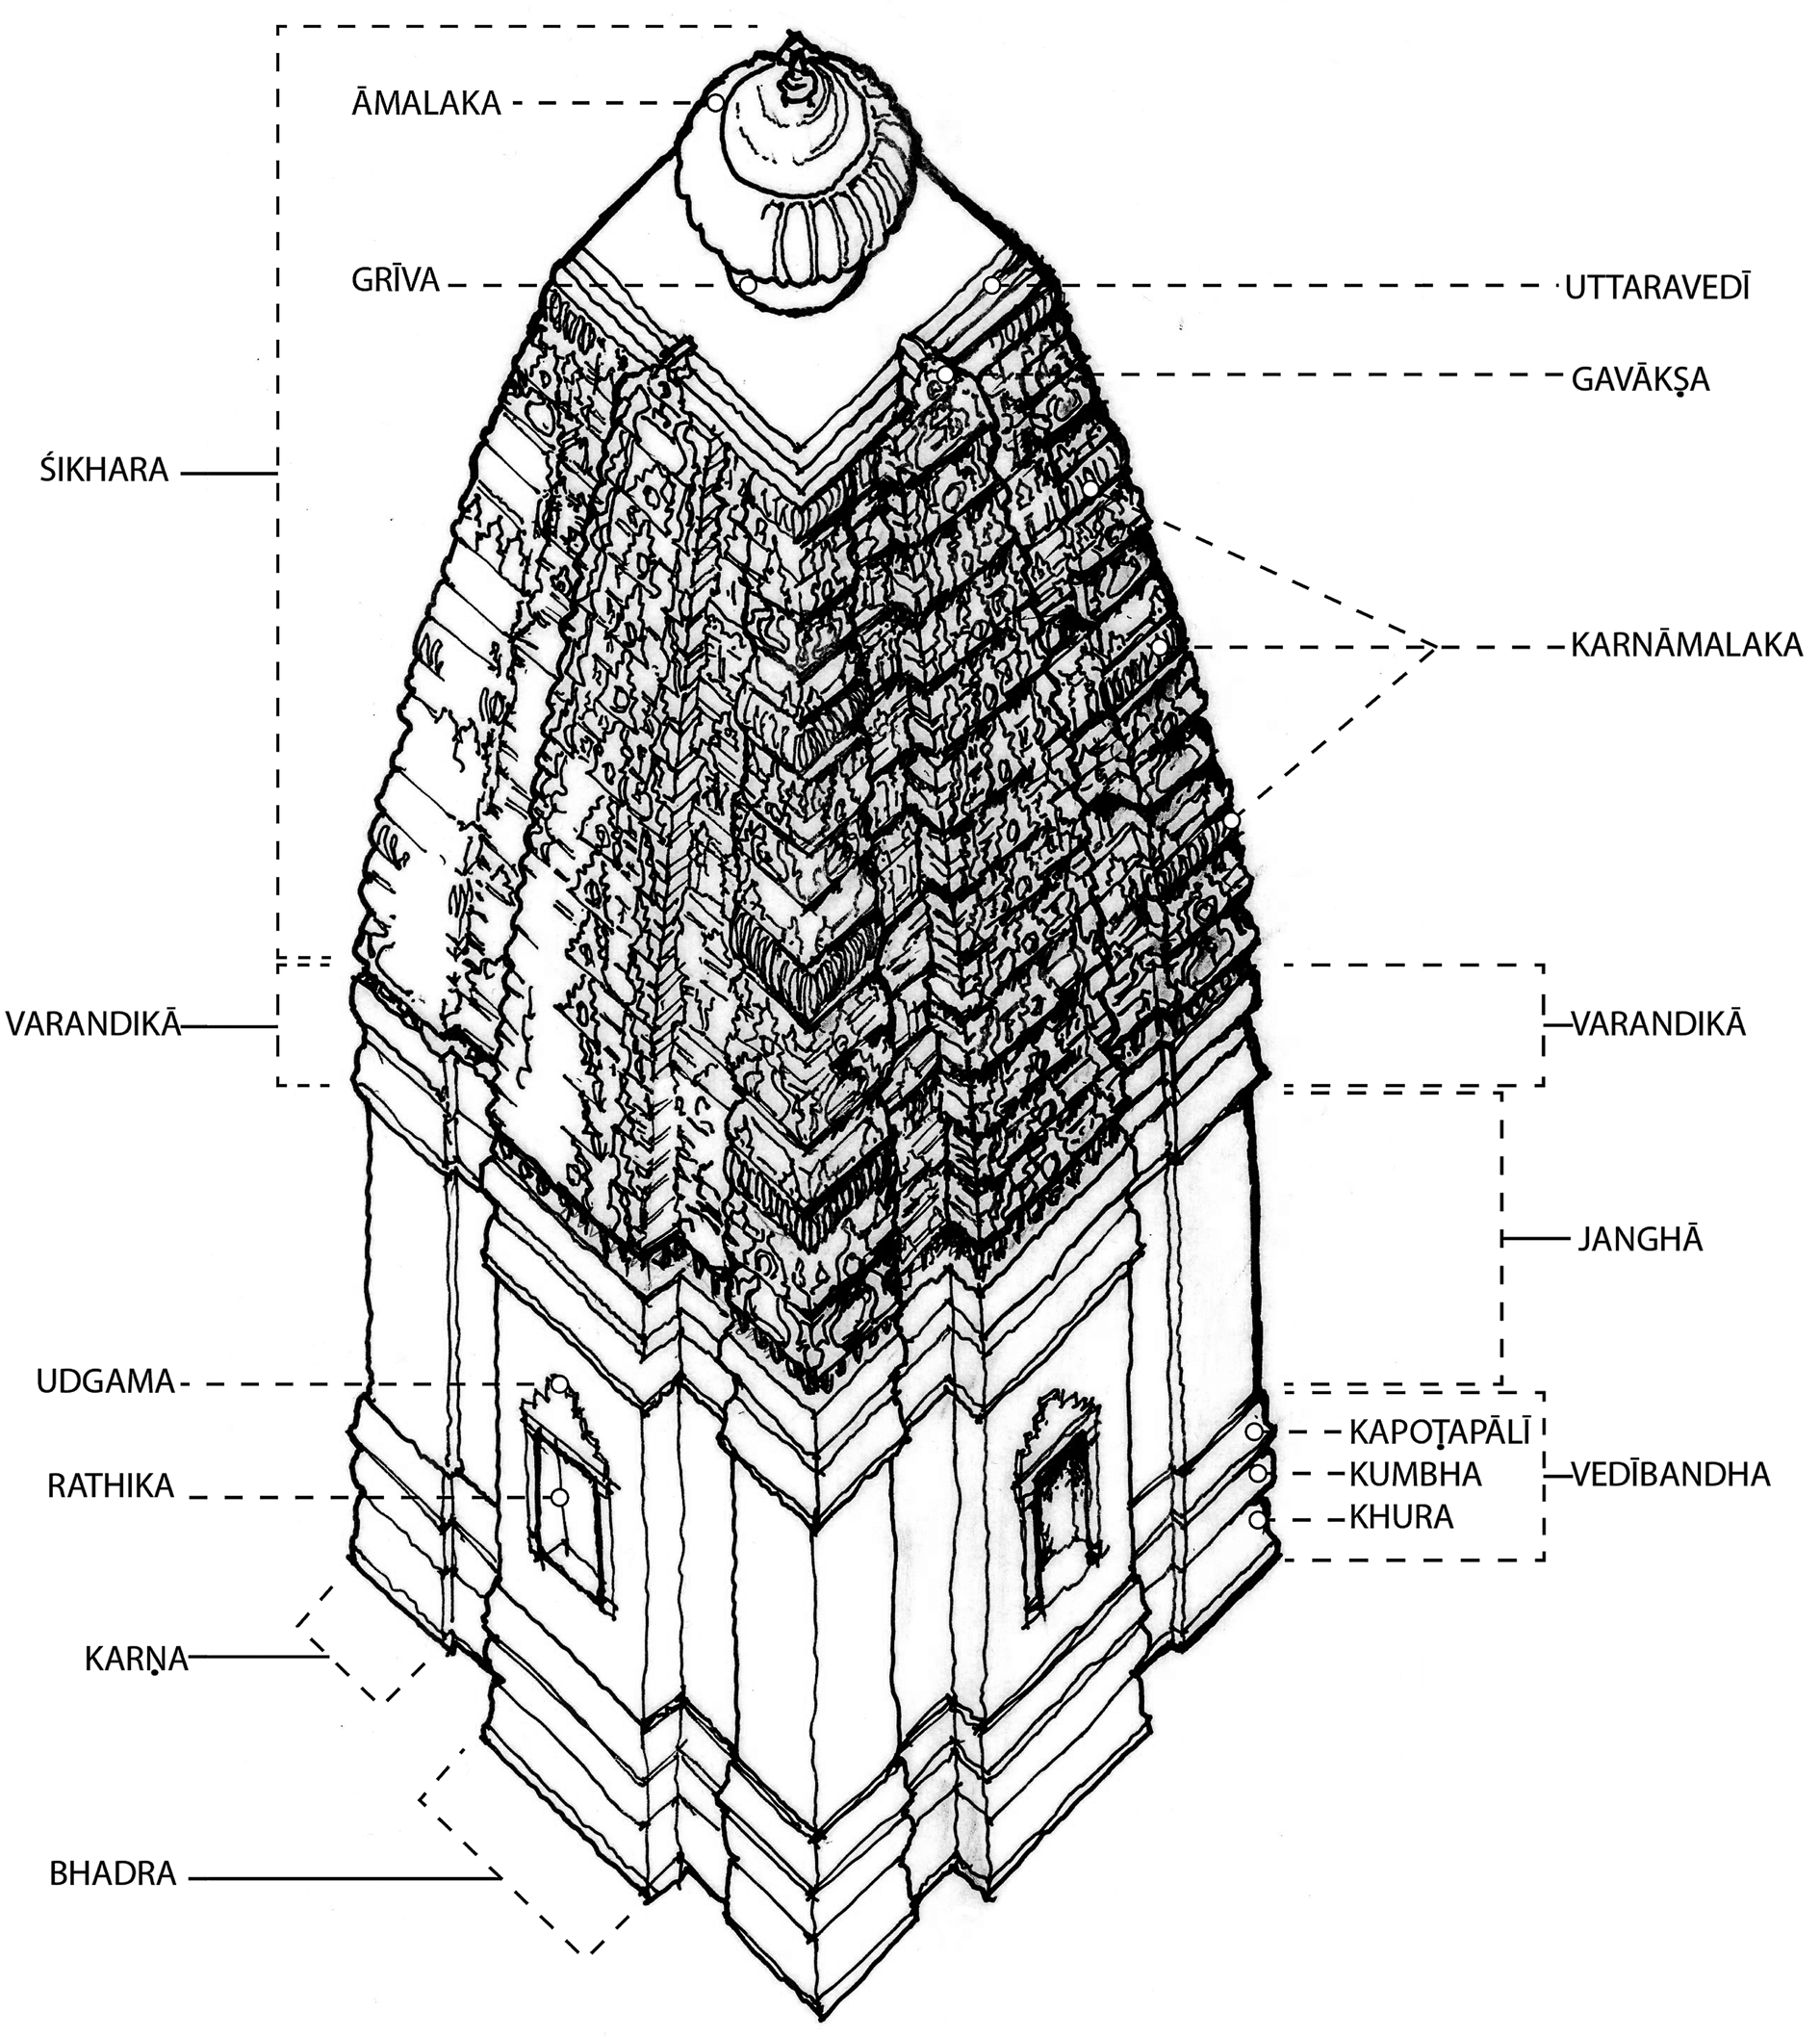 ĀMALAKA
GRĪVA
UTTARAVEDĪ
GAVĀKṢA
ŚIKHARA
KARNĀMALAKA
VARANDIKĀ
VARANDIKĀ
JANGHĀ
UDGAMA
KAPOṬAPĀLĪ
RATHIKA
KUMBHA
VEDĪBANDHA
KHURA
KARṆA
BHADRA